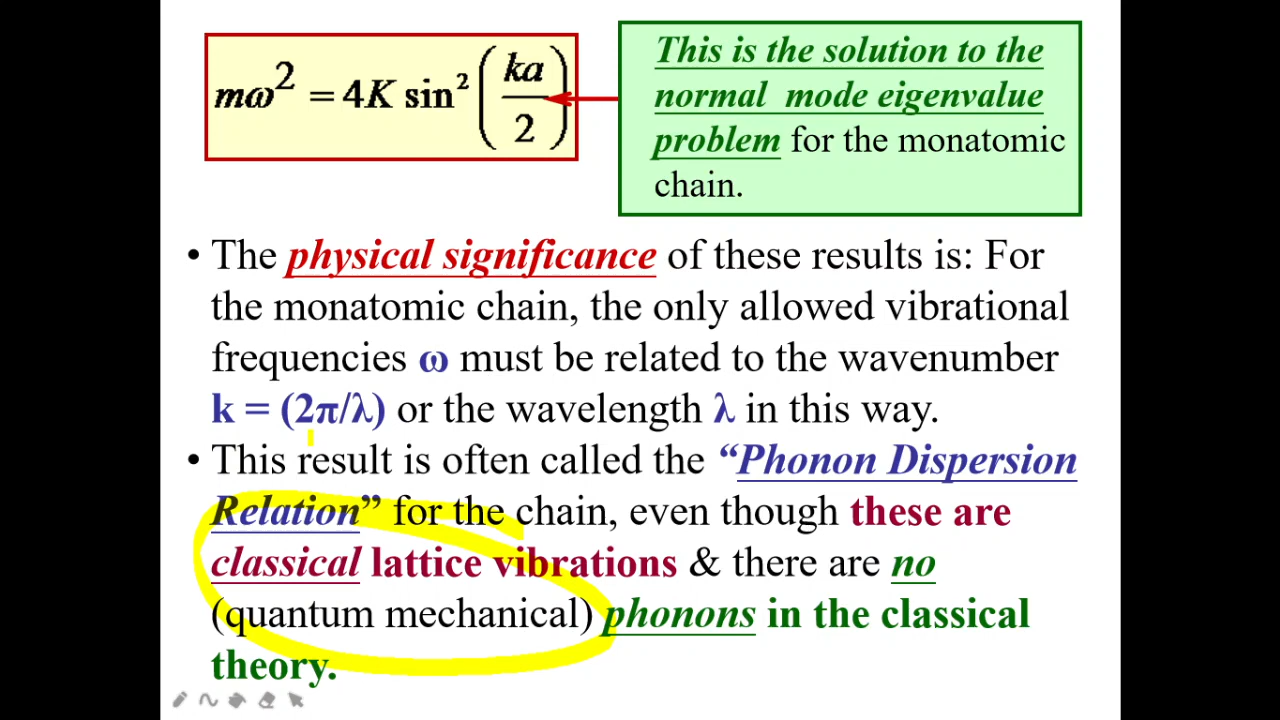 mω² = 4K sin² (ka/2)
This is the solution to the
normal mode eigenvalue
problem for the monatomic
chain.
• The physical significance of these results is: For
the monatomic chain, the only allowed vibrational
frequencies ω must be related to the wavenumber
k = (2π/λ) or the wavelength λ in this way.
• This result is often called the “Phonon Dispersion
Relation” for the chain, even though these are
classical lattice vibrations & there are no
(quantum mechanical) phonons in the classical
theory.